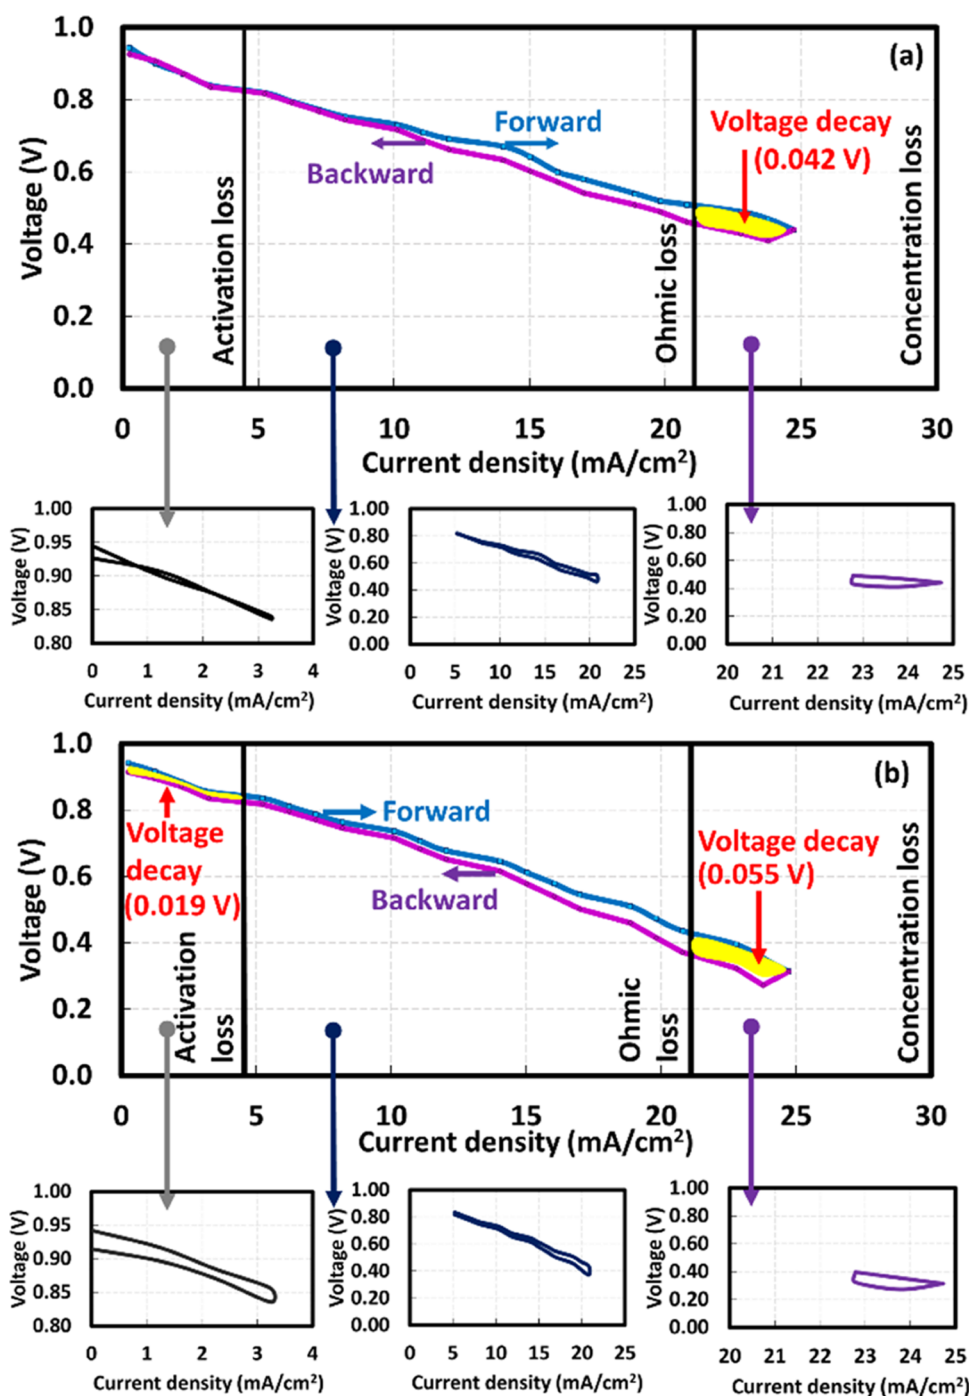 (a)
1.0
0.8
0.6
0.4
0.2
0.0
Voltage (V)
Forward
Backward
Voltage decay
(0.042 V)
Activation loss
Ohmic loss
Concentration loss
0 5 10 15 20 25 30
Current density (mA/cm²)
1.00
0.95
0.90
0.85
0.80
Voltage (V)
0 1 2 3 4
Current density (mA/cm²)
1.00
0.80
0.60
0.40
0.20
0.00
Voltage (V)
0 5 10 15 20 25
Current density (mA/cm²)
1.00
0.80
0.60
0.40
0.20
0.00
Voltage (V)
20 21 22 23 24 25
Current density (mA/cm²)
(b)
1.0
0.8
0.6
0.4
0.2
0.0
Voltage (V)
Forward
Backward
Voltage
decay
(0.019 V)
Voltage decay
(0.055 V)
Activation
loss
Ohmic
loss
Concentration loss
0 5 10 15 20 25 30
Current density (mA/cm²)
1.00
0.95
0.90
0.85
0.80
Voltage (V)
0 1 2 3 4
Current density (mA/cm²)
1.00
0.80
0.60
0.40
0.20
0.00
Voltage (V)
0 5 10 15 20 25
Current density (mA/cm²)
1.00
0.80
0.60
0.40
0.20
0.00
Voltage (V)
20 21 22 23 24 25
Current density (mA/cm²)